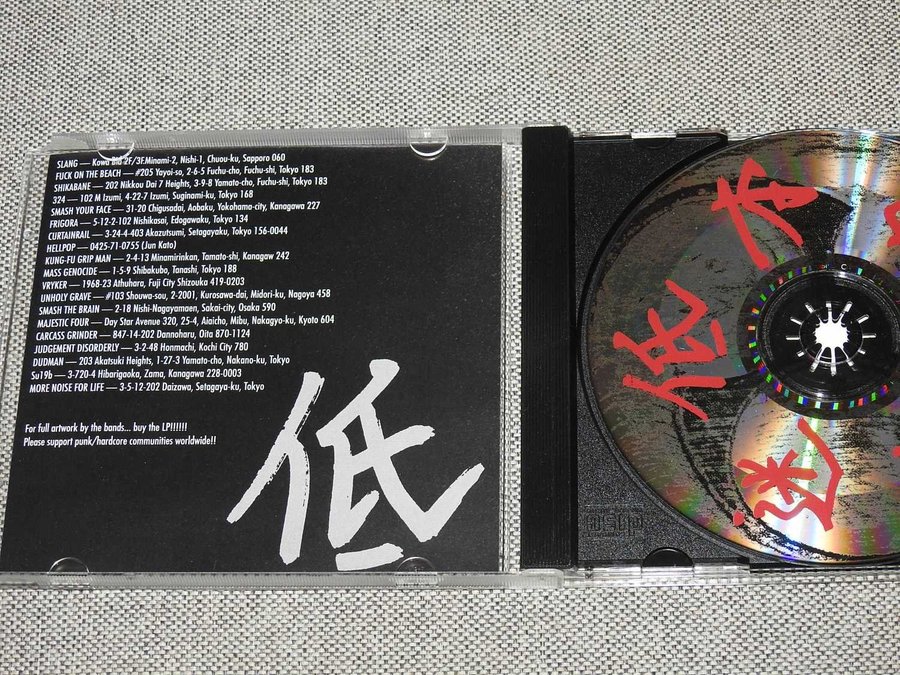 SLANG — Kowa Bld 2F/3F.Minami-2, Nishi-1, Chuou-ku, Sapporo 060
FUCK ON THE BEACH — #205 Yayoi-so, 2-6-5 Fuchu-cho, Fuchu-shi, Tokyo 183
SHIKABANE — 202 Nikkou Dai 7 Heights, 3-9-8 Yamato-cho, Fuchu-shi, Tokyo 183
324 — 102 M Izumi, 4-22-7 Izumi, Suginami-ku, Tokyo 168
SMASH YOUR FACE — 31-20 Chigusadai, Aobaku, Yokohama-city, Kanagawa 227
FRIGORA — 5-12-2-102 Nishikasai, Edogawaku, Tokyo 134
CURTAINRAIL — 3-24-4-403 Akazutsumi, Setagayaku, Tokyo 156-0044
HELLPOP — 0425-71-0755 (Jun Kato)
KUNG-FU GRIP MAN — 2-4-13 Minamirinkan, Tamato-shi, Kanagaw 242
MASS GENOCIDE — 1-5-9 Shibakubo, Tanashi, Tokyo 188
VRYKER — 1968-23 Athuhara, Fuji City Shizouka 419-0203
UNHOLY GRAVE — #103 Shouwa-sou, 2-2001, Kurosawa-dai, Midori-ku, Nagoya 458
SMASH THE BRAIN — 2-18 Nishi-Nagayamaen, Sakai-city, Osaka 590
MAJESTIC FOUR — Day Star Avenue 320, 25-4, Aiaicho, Mibu, Nakagyo-ku, Kyoto 604
CARCASS GRINDER — 847-14-202 Dannoharu, Oita 870-1124
JUDGEMENT DISORDERLY — 3-2-48 Honmachi, Kochi City 780
DUDMAN — 203 Akatsuki Heights, 1-27-3 Yamato-cho, Nakano-ku, Tokyo
Su19b — 3-720-4 Hibarigaoka, Zama, Kanagawa 228-0003
MORE NOISE FOR LIFE — 3-5-12-202 Daizawa, Setagaya-ku, Tokyo
For full artwork by the bands... buy the LP!!!!!!
Please support punk/hardcore communities worldwide!!
低
方
低
迷